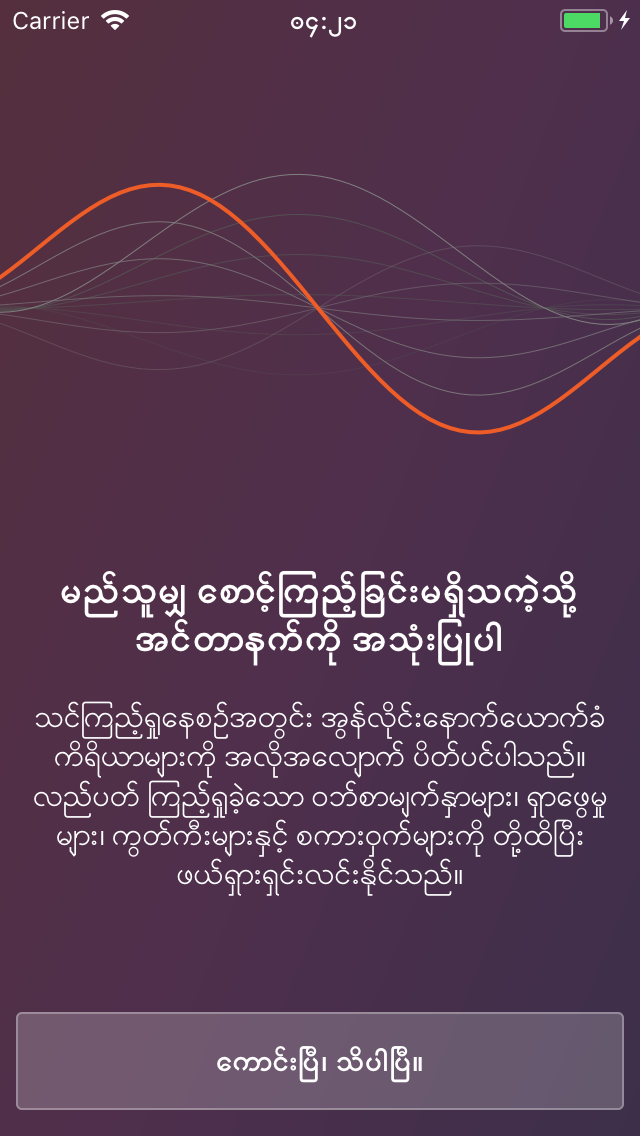 Carrier
၀၄:၂၁
မည်သူမျှ စောင့်ကြည့်ခြင်းမရှိသကဲ့သို့
အင်တာနက်ကို အသုံးပြုပါ
သင်ကြည့်ရှုနေစဉ်အတွင်း အွန်လိုင်းနောက်ယောက်ခံ
ကိရိယာများကို အလိုအလျောက် ပိတ်ပင်ပါသည်။
လည်ပတ် ကြည့်ရှုခဲ့သော ဝဘ်စာမျက်နှာများ၊ ရှာဖွေမှု
များ၊ ကွတ်ကီးများနှင့် စကားဝှက်များကို တို့ထိပြီး
ဖယ်ရှားရှင်းလင်းနိုင်သည်။
ကောင်းပြီ၊ သိပါပြီ။